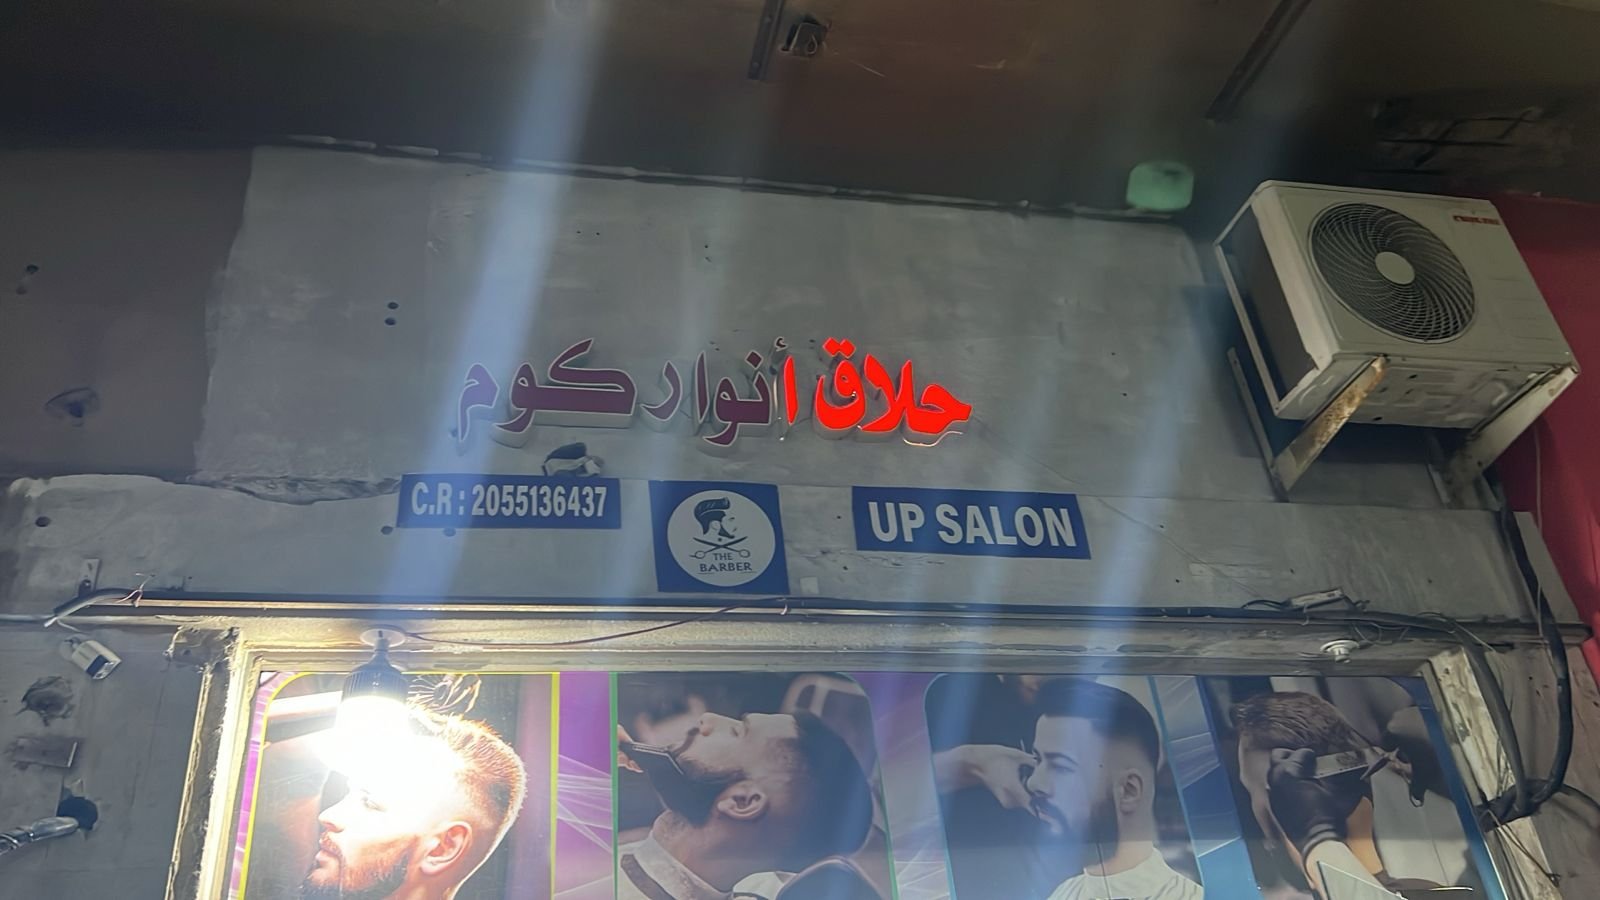 حلاق أنوار كوم
C.R : 2055136437
THE
BARBER
UP SALON